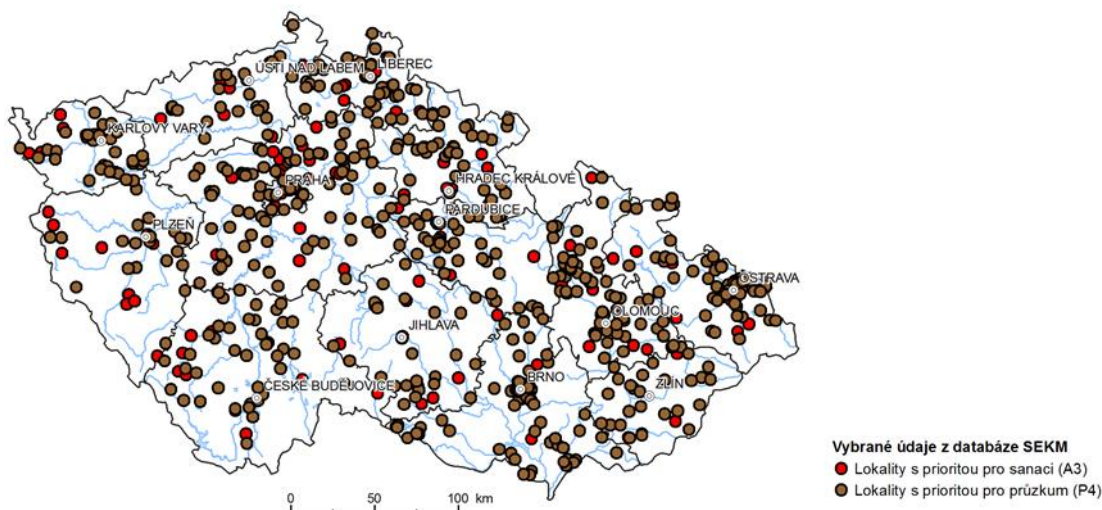 ÚSTÍ NAD LABEM
LIBEREC
KARLOVY VARY
PRAHA
HRADEC KRÁLOVÉ
PARDUBICE
PLZEŇ
OSTRAVA
OLOMOUC
JIHLAVA
BRNO
ZLÍN
ČESKÉ BUDĚJOVICE
Vybrané údaje z databáze SEKM
Lokality s prioritou pro sanaci (A3)
Lokality s prioritou pro průzkum (P4)
0 50 100 km